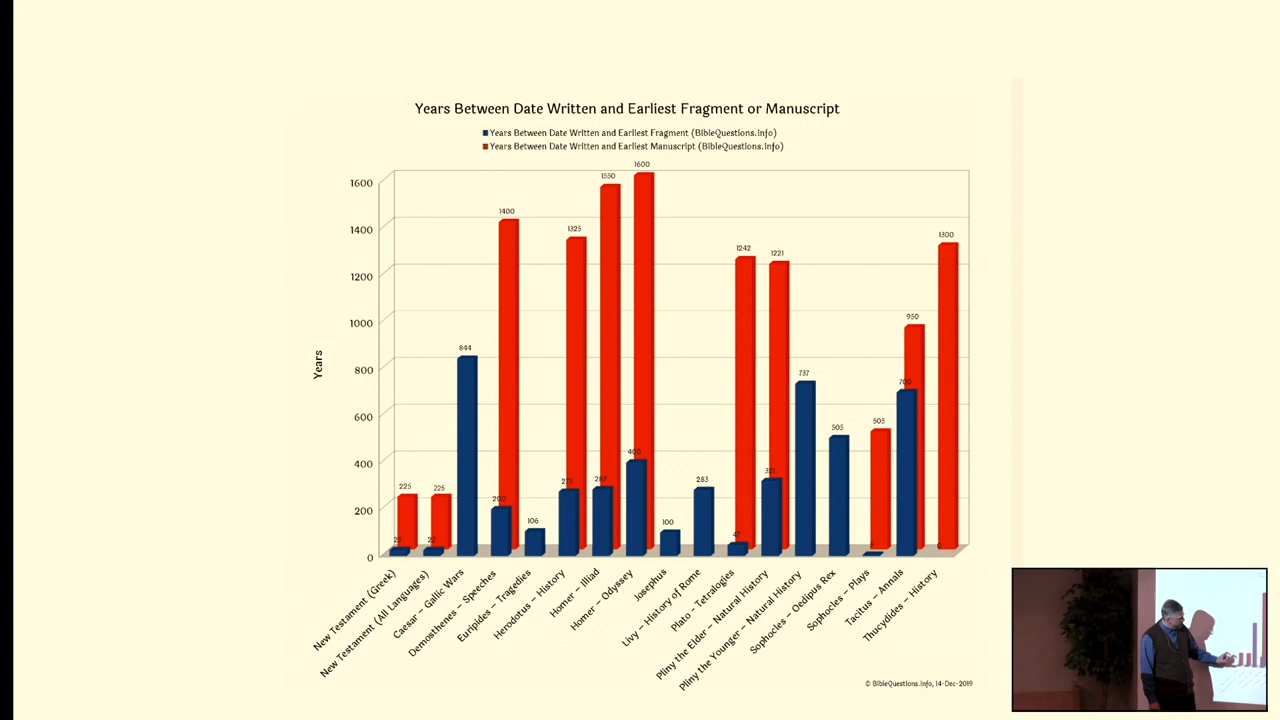 Years Between Date Written and Earliest Fragment or Manuscript
Years Between Date Written and Earliest Fragment (BibleQuestions.Info)
Years Between Date Written and Earliest Manuscript (BibleQuestions.Info)
Years
1600
1400
1200
1000
800
600
400
200
0
225
225
844
1400
200
106
1325
1550
285
1600
400
100
283
1242
47
1221
321
737
505
505
950
700
1300
0
New Testament (Greek)
New Testament (All Languages)
Caesar – Gallic Wars
Demosthenes – Speeches
Euripides – Tragedies
Herodotus – History
Homer – Illiad
Homer – Odyssey
Josephus
Livy – History of Rome
Plato – Tetralogies
Pliny the Elder – Natural History
Pliny the Younger – Natural History
Sophocles – Oedipus Rex
Sophocles – Plays
Tacitus – Annals
Thucydides – History
© BibleQuestions.Info, 14-Dec-2019